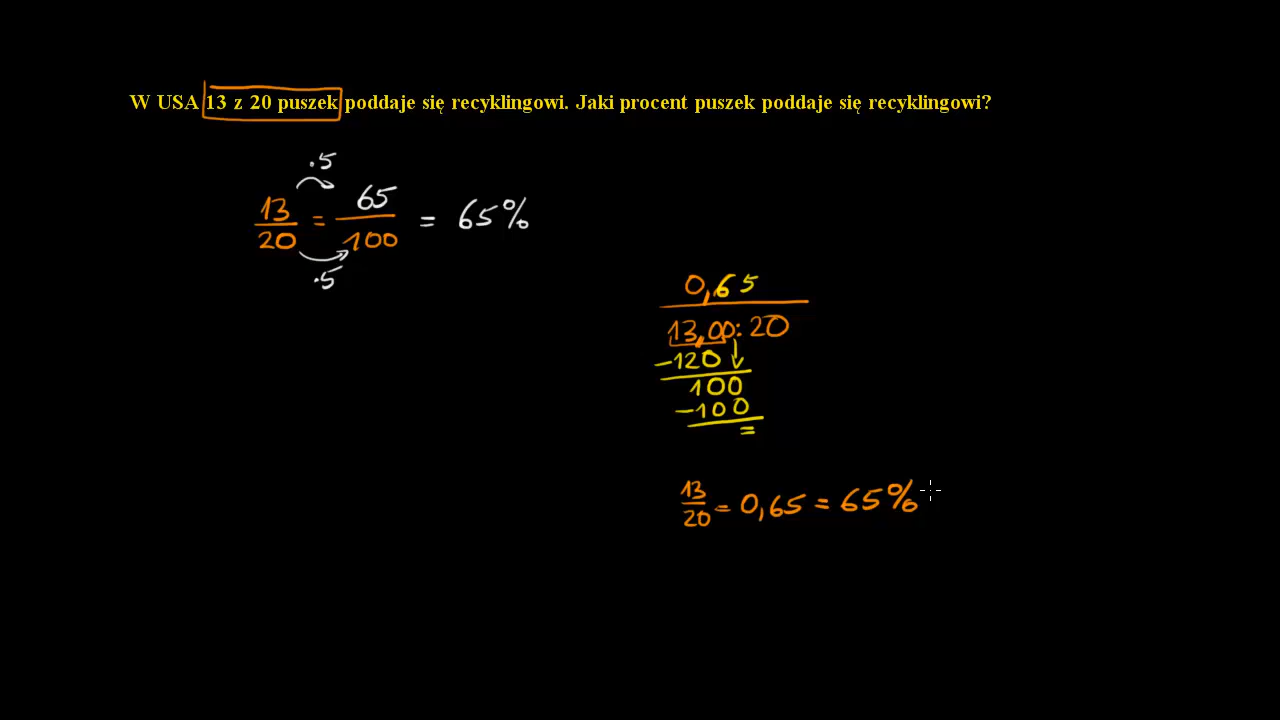 W USA 13 z 20 puszek poddaje się recyklingowi. Jaki procent puszek poddaje się recyklingowi?
·5
13/20 = 65/100 = 65%
·5
0,65
13,00:20
-120
100
-100
=
13/20 = 0,65 = 65%